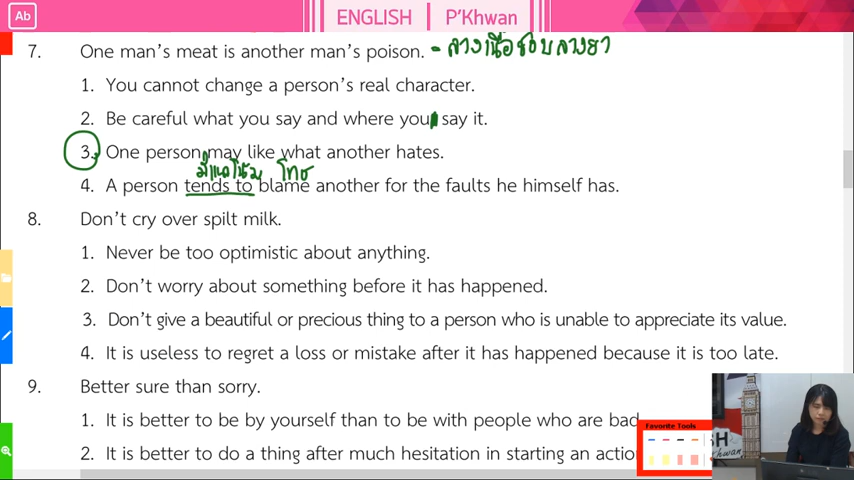 Ab
ENGLISH | P'Khwan
7. One man's meat is another man's poison. - ลางเนื้อชอบลางยา
1. You cannot change a person's real character.
2. Be careful what you say and where you say it.
3. One person may like what another hates.
มีแนวโน้ม โทษ
4. A person tends to blame another for the faults he himself has.
8. Don't cry over spilt milk.
1. Never be too optimistic about anything.
2. Don't worry about something before it has happened.
3. Don't give a beautiful or precious thing to a person who is unable to appreciate its value.
4. It is useless to regret a loss or mistake after it has happened because it is too late.
9. Better sure than sorry.
1. It is better to be by yourself than to be with people who are bad
2. It is better to do a thing after much hesitation in starting an actio
Favorite Tools
H
Khwan